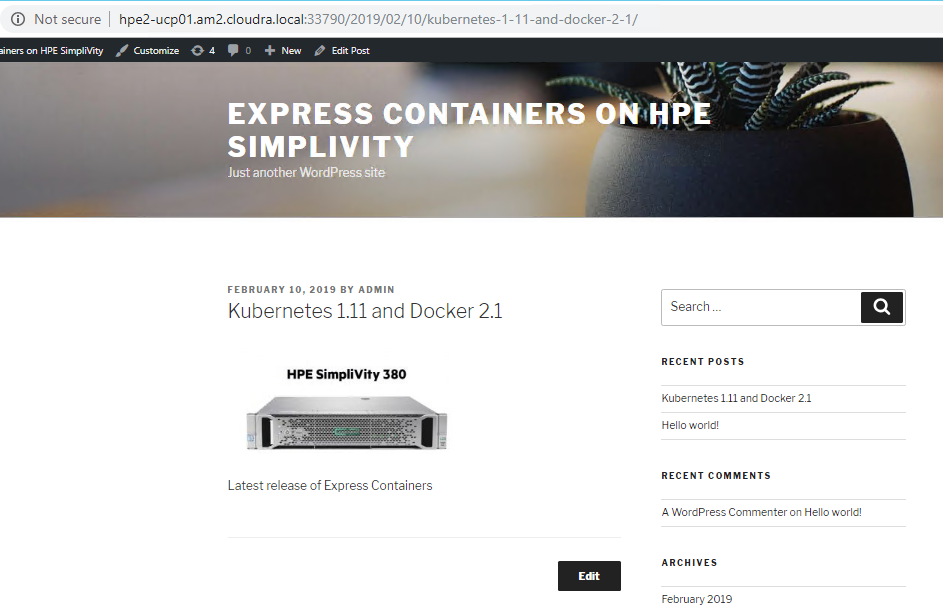 Not secure | hpe2-ucp01.am2.cloudra.local:33790/2019/02/10/kubernetes-1-11-and-docker-2-1/
ainers on HPE SimpliVity Customize 4 0 New Edit Post
EXPRESS CONTAINERS ON HPE
SIMPLIVITY
Just another WordPress site
FEBRUARY 10, 2019 BY ADMIN
Kubernetes 1.11 and Docker 2.1
HPE SimpliVity 380
Latest release of Express Containers
Edit
Search …
RECENT POSTS
Kubernetes 1.11 and Docker 2.1
Hello world!
RECENT COMMENTS
A WordPress Commenter on Hello world!
ARCHIVES
February 2019